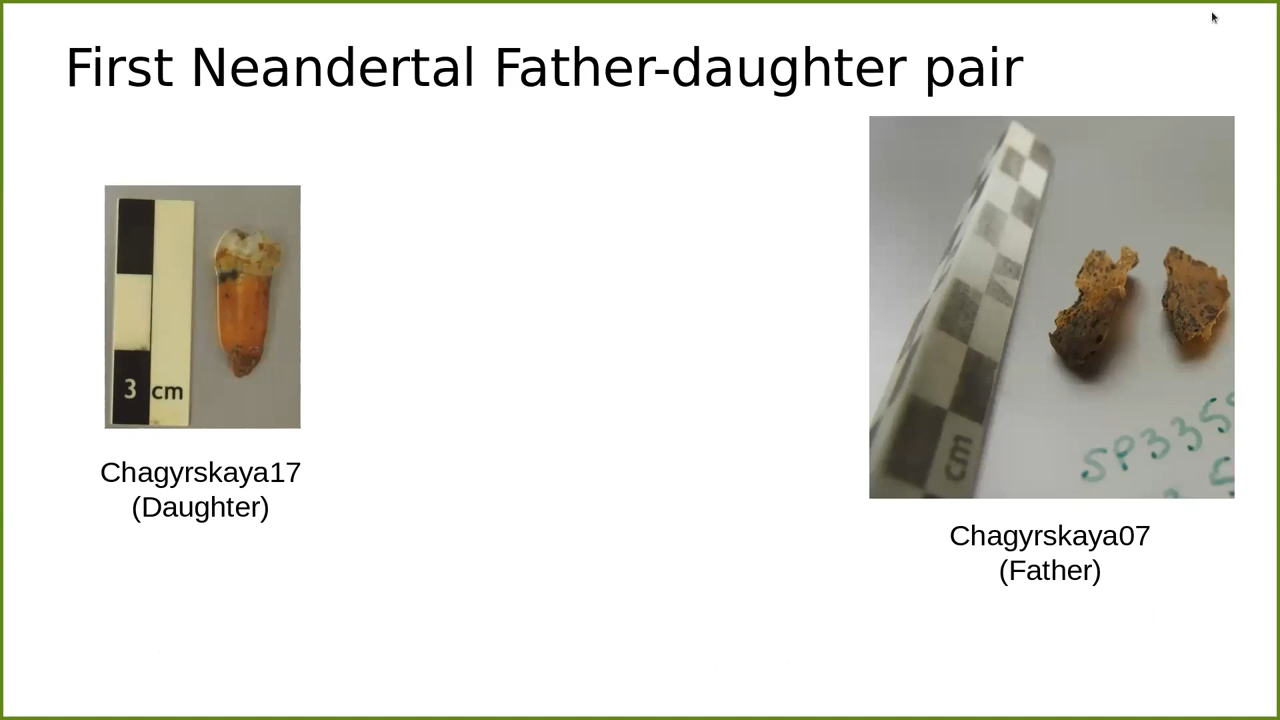 First Neandertal Father-daughter pair
3 cm
Chagyrskaya17
(Daughter)
cm
SP335
Chagyrskaya07
(Father)